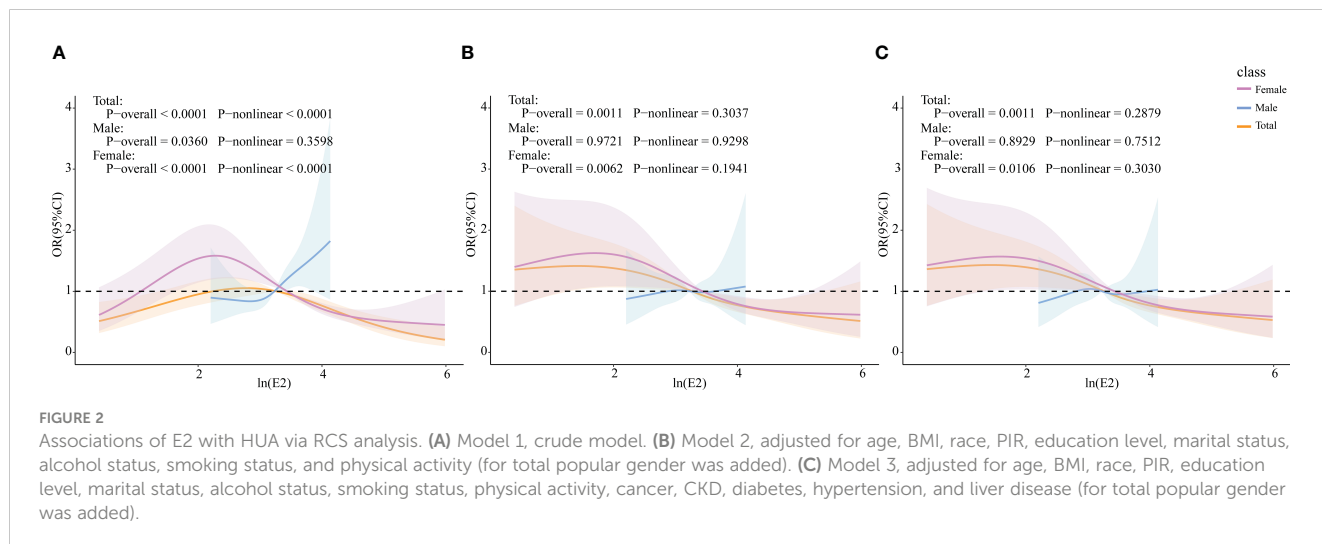 A
Total:
P−overall < 0.0001 P−nonlinear < 0.0001
Male:
P−overall = 0.0360 P−nonlinear = 0.3598
Female:
P−overall < 0.0001 P−nonlinear < 0.0001
OR(95%CI)
4
3
2
1
0
2
4
6
ln(E2)
B
Total:
P−overall = 0.0011 P−nonlinear = 0.3037
Male:
P−overall = 0.9721 P−nonlinear = 0.9298
Female:
P−overall = 0.0062 P−nonlinear = 0.1941
OR(95%CI)
4
3
2
1
0
2
4
6
ln(E2)
C
Total:
P−overall = 0.0011 P−nonlinear = 0.2879
Male:
P−overall = 0.8929 P−nonlinear = 0.7512
Female:
P−overall = 0.0106 P−nonlinear = 0.3030
OR(95%CI)
4
3
2
1
0
2
4
6
ln(E2)
class
Female
Male
Total
FIGURE 2
Associations of E2 with HUA via RCS analysis. (A) Model 1, crude model. (B) Model 2, adjusted for age, BMI, race, PIR, education level, marital status,
alcohol status, smoking status, and physical activity (for total popular gender was added). (C) Model 3, adjusted for age, BMI, race, PIR, education
level, marital status, alcohol status, smoking status, physical activity, cancer, CKD, diabetes, hypertension, and liver disease (for total popular gender
was added).